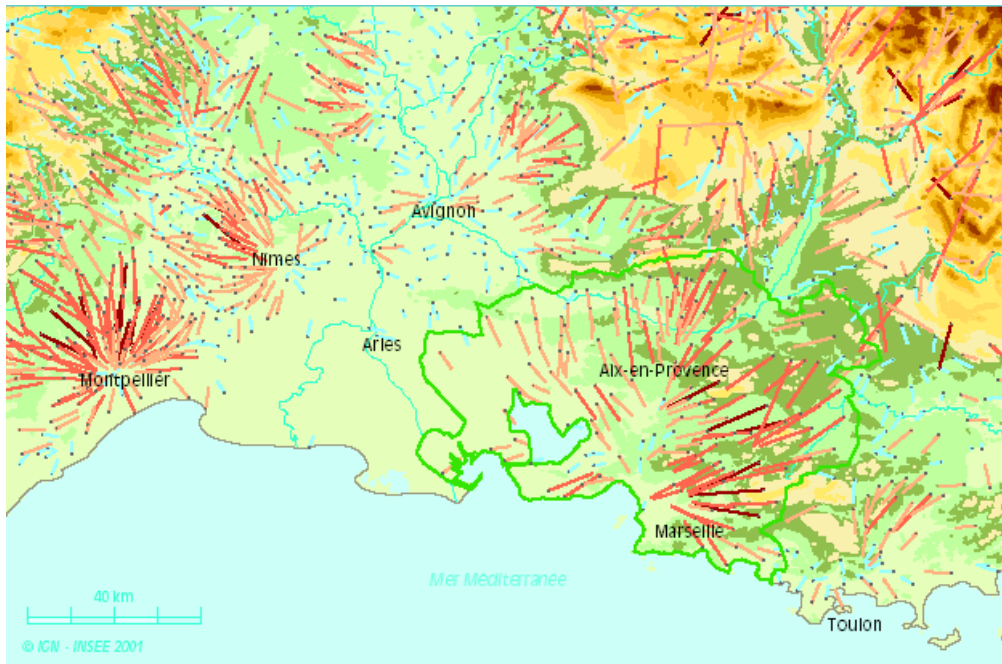 Avignon
Nîmes
Arles
Aix-en-Provence
Montpellier
Marseille
Mer Méditerranée
40 km
Toulon
© IGN - INSEE 2001